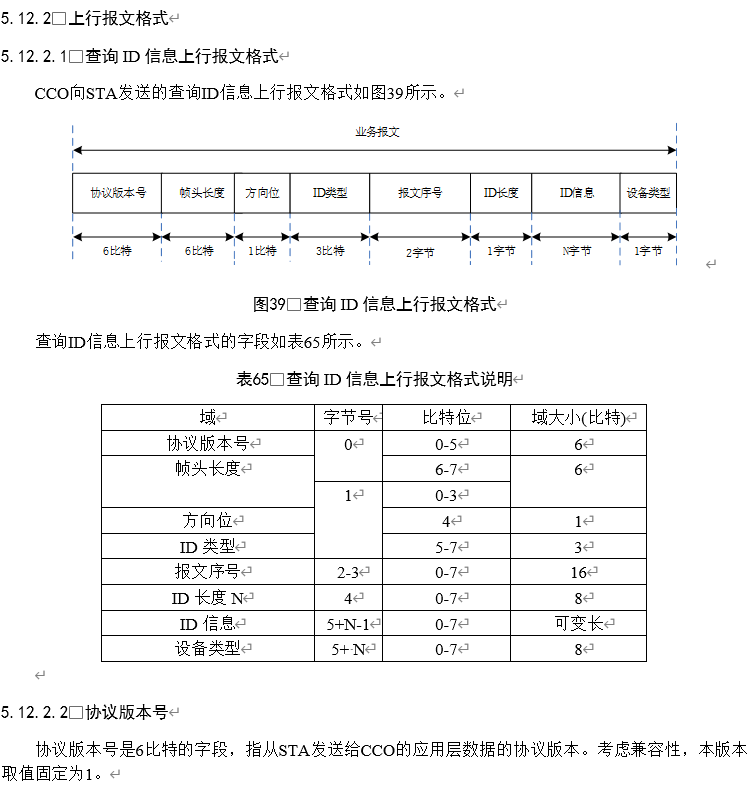 5.12.2□上行报文格式↵
5.12.2.1□查询 ID 信息上行报文格式↵
CCO向STA发送的查询ID信息上行报文格式如图39所示。↵
业务报文
协议版本号 帧头长度 方向位 ID类型 报文序号 ID长度 ID信息 设备类型
6比特 6比特 1比特 3比特 2字节 1字节 N字节 1字节 ↵
图39□查询 ID 信息上行报文格式↵
查询ID信息上行报文格式的字段如表65所示。↵
表65□查询 ID 信息上行报文格式说明↵
域↵ 字节号↵ 比特位↵ 域大小(比特)↵
协议版本号↵ 0↵ 0-5↵ 6↵
帧头长度↵ 6-7↵ 6↵
1↵ 0-3↵
方向位↵ 4↵ 1↵
ID 类型↵ 5-7↵ 3↵
报文序号↵ 2-3↵ 0-7↵ 16↵
ID 长度 N↵ 4↵ 0-7↵ 8↵
ID 信息↵ 5+N-1↵ 0-7↵ 可变长↵
设备类型↵ 5+·N↵ 0-7↵ 8↵
↵
5.12.2.2□协议版本号↵
协议版本号是6比特的字段，指从STA发送给CCO的应用层数据的协议版本。考虑兼容性，本版本
取值固定为1。↵